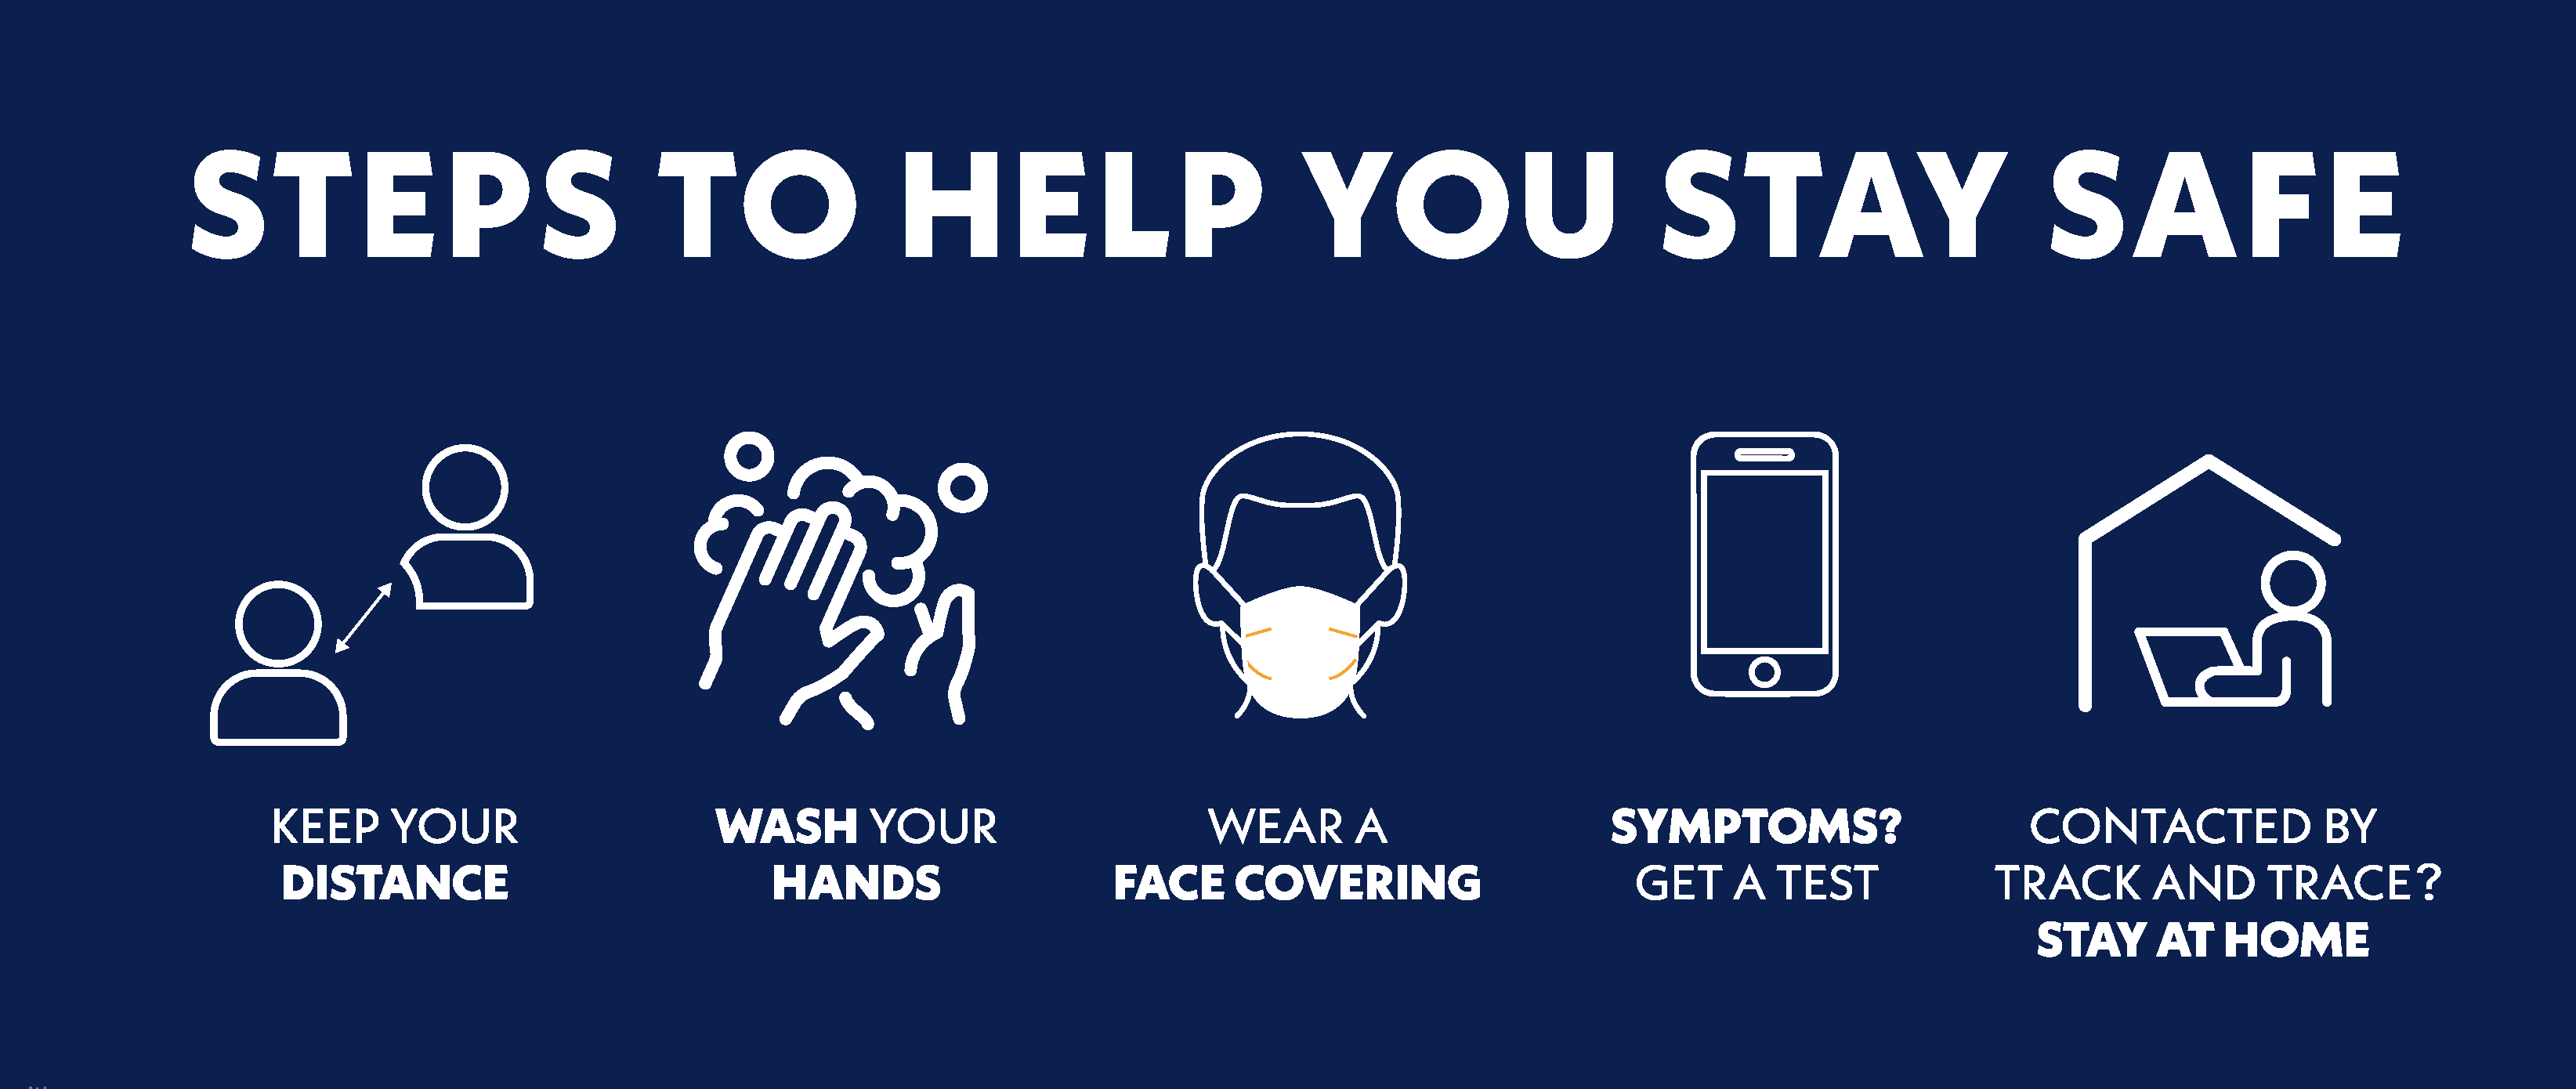 STEPS TO HELP YOU STAY SAFE
KEEP YOUR
DISTANCE
WASH YOUR
HANDS
WEAR A
FACE COVERING
SYMPTOMS?
GET A TEST
CONTACTED BY
TRACK AND TRACE?
STAY AT HOME